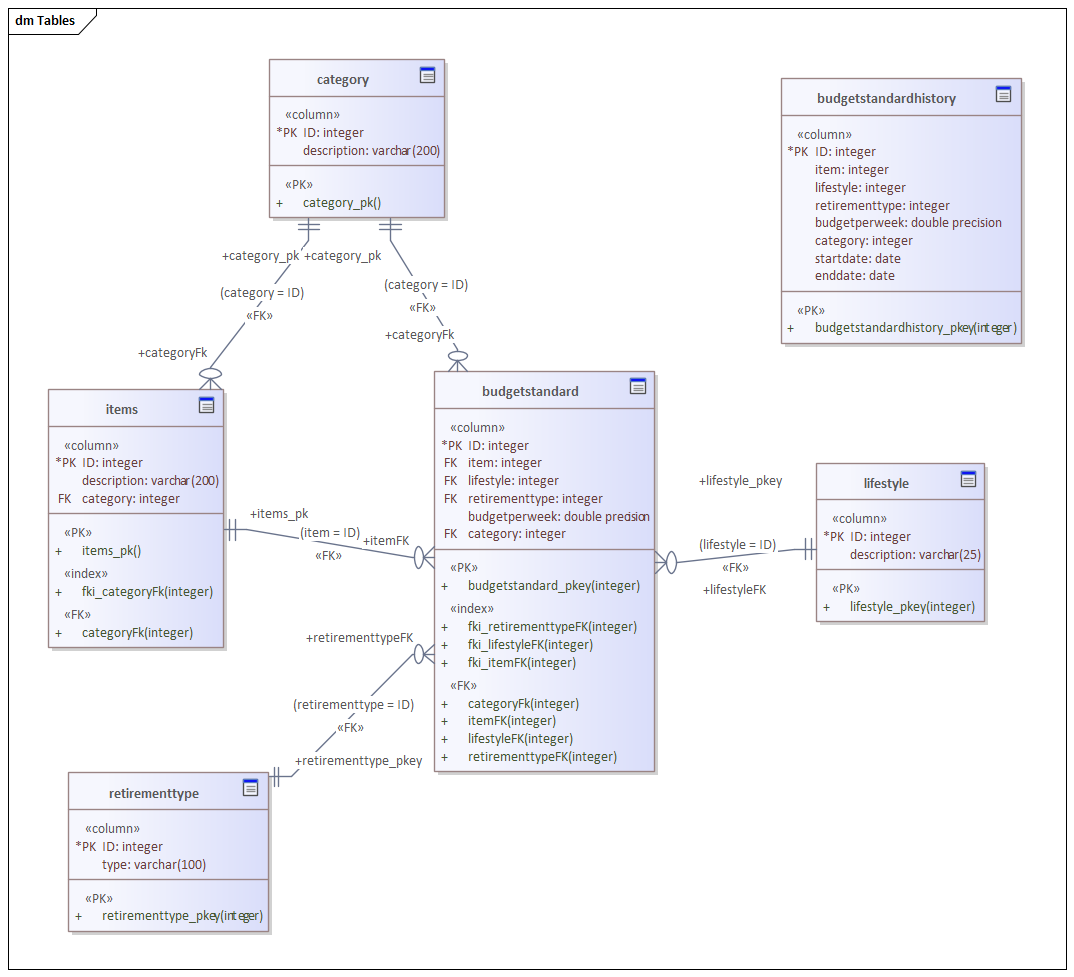 dm Tables
category
«column»
*PK ID: integer
description: varchar(200)
«PK»
+ category_pk()
budgetstandardhistory
«column»
*PK ID: integer
item: integer
lifestyle: integer
retirementtype: integer
budgetperweek: double precision
category: integer
startdate: date
enddate: date
«PK»
+ budgetstandardhistory_pkey(integer)
+category_pk
+category_pk
(category = ID)
«FK»
+categoryFk
(category = ID)
«FK»
+categoryFk
items
«column»
*PK ID: integer
description: varchar(200)
FK category: integer
«PK»
+ items_pk()
«index»
+ fki_categoryFk(integer)
«FK»
+ categoryFk(integer)
+items_pk
(item = ID)
«FK»
+itemFK
budgetstandard
«column»
*PK ID: integer
FK item: integer
FK lifestyle: integer
FK retirementtype: integer
budgetperweek: double precision
FK category: integer
«PK»
+ budgetstandard_pkey(integer)
«index»
+ fki_retirementtypeFK(integer)
+ fki_lifestyleFK(integer)
+ fki_itemFK(integer)
«FK»
+ categoryFk(integer)
+ itemFK(integer)
+ lifestyleFK(integer)
+ retirementtypeFK(integer)
+lifestyle_pkey
(lifestyle = ID)
«FK»
+lifestyleFK
lifestyle
«column»
*PK ID: integer
description: varchar(25)
«PK»
+ lifestyle_pkey(integer)
+retirementtypeFK
(retirementtype = ID)
«FK»
+retirementtype_pkey
retirementtype
«column»
*PK ID: integer
type: varchar(100)
«PK»
+ retirementtype_pkey(integer)